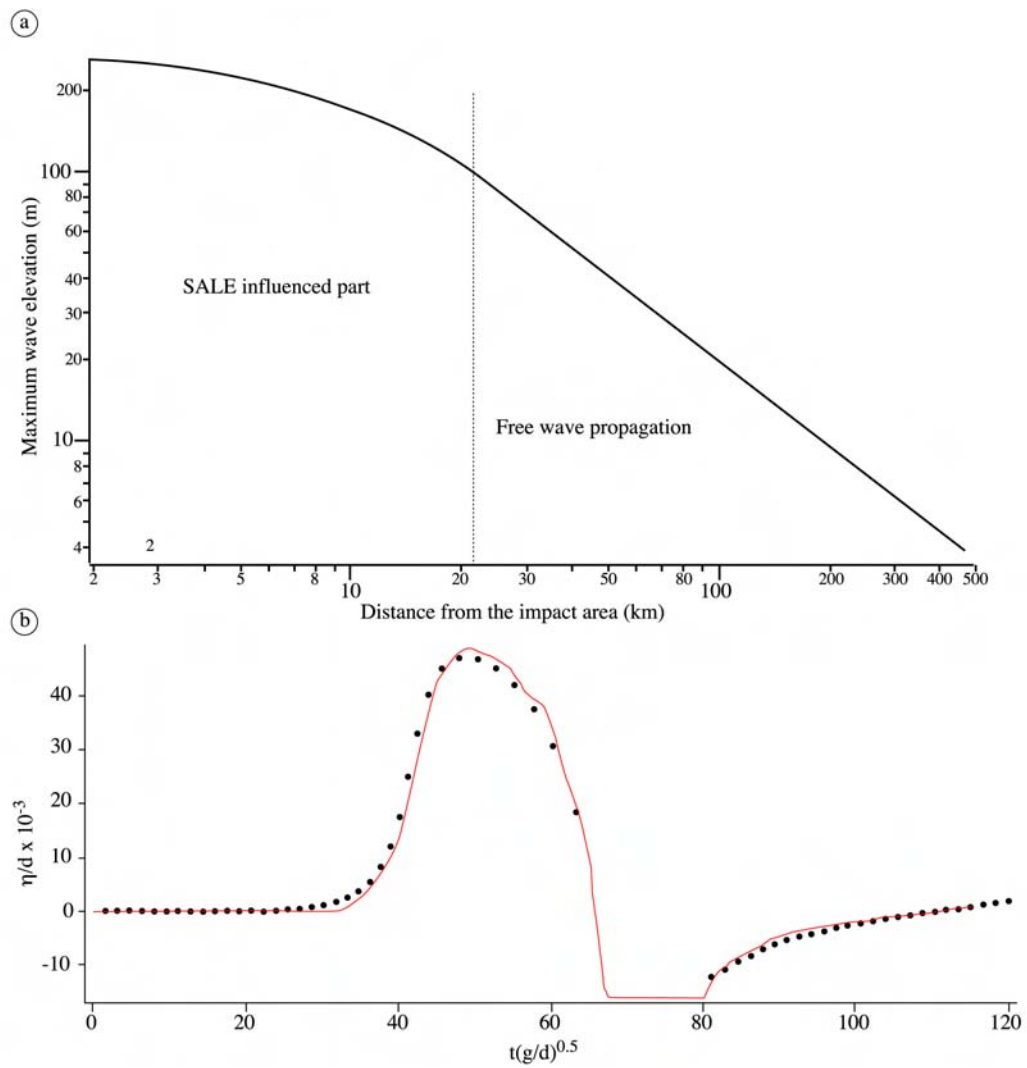 a
200
100
80
60
40
30
20
10
8
6
4
Maximum wave elevation (m)
SALE influenced part
Free wave propagation
2
2 3 5 8 10 20 30 50 80 100 200 300 400 500
Distance from the impact area (km)
b
40
30
20
10
0
-10
η/d x 10-3
0 20 40 60 80 100 120
t(g/d)0.5